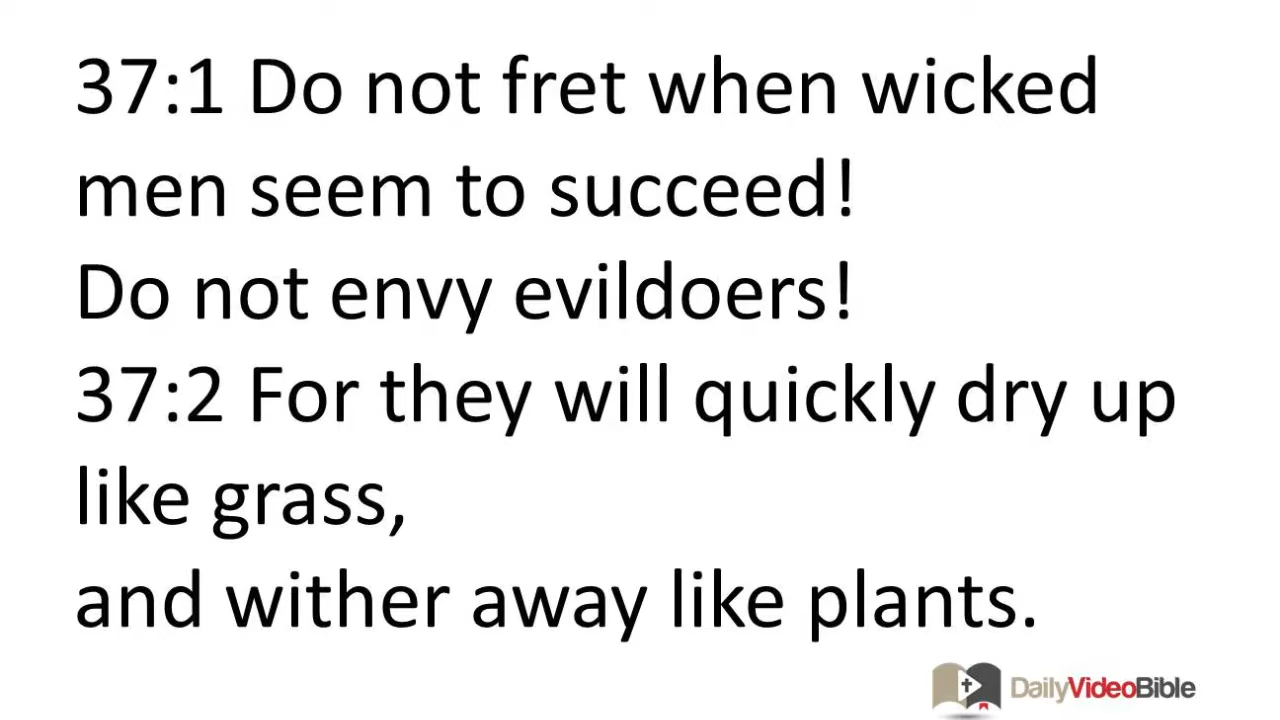 37:1 Do not fret when wicked
men seem to succeed!
Do not envy evildoers!
37:2 For they will quickly dry up
like grass,
and wither away like plants.
DailyVideoBible